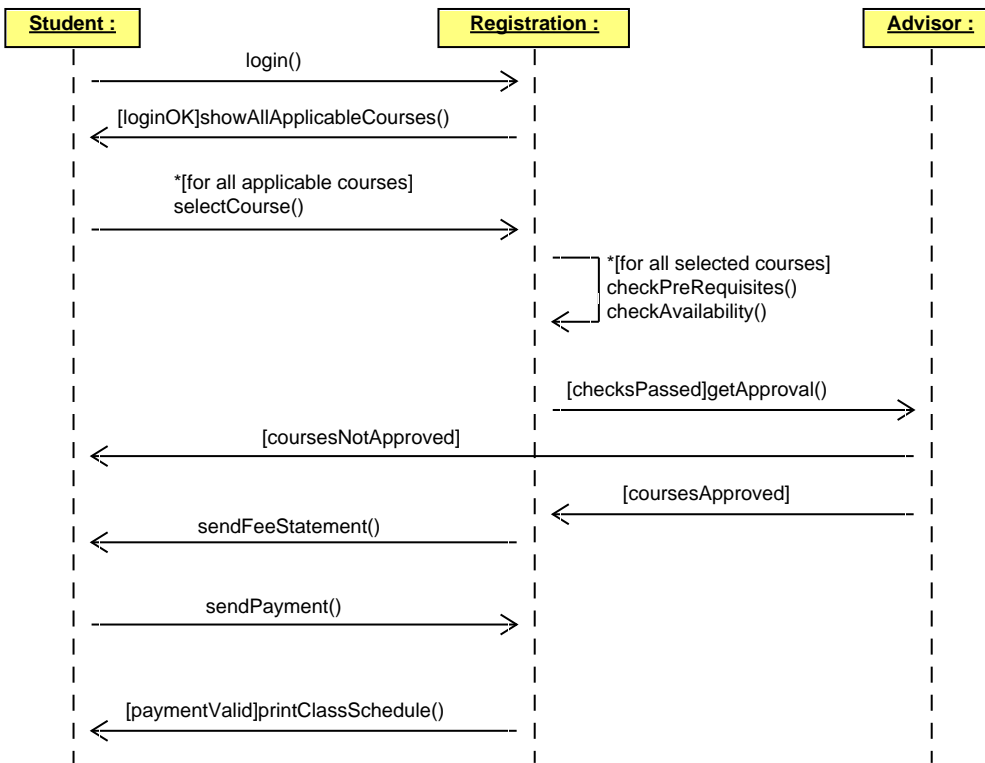 Student :
Registration :
Advisor :
login()
[loginOK]showAllApplicableCourses()
*[for all applicable courses]
selectCourse()
*[for all selected courses]
checkPreRequisites()
checkAvailability()
[checksPassed]getApproval()
[coursesNotApproved]
[coursesApproved]
sendFeeStatement()
sendPayment()
[paymentValid]printClassSchedule()